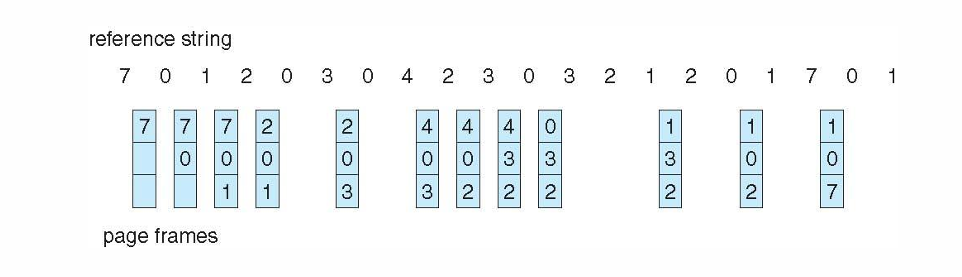 reference string
7 0 1 2 0 3 0 4 2 3 0 3 2 1 2 0 1 7 0 1
7 7 7 2 2 4 4 4 0 1 1 1
0 0 0 0 0 0 3 3 3 0 0
1 1 3 3 2 2 2 2 2 7
page frames